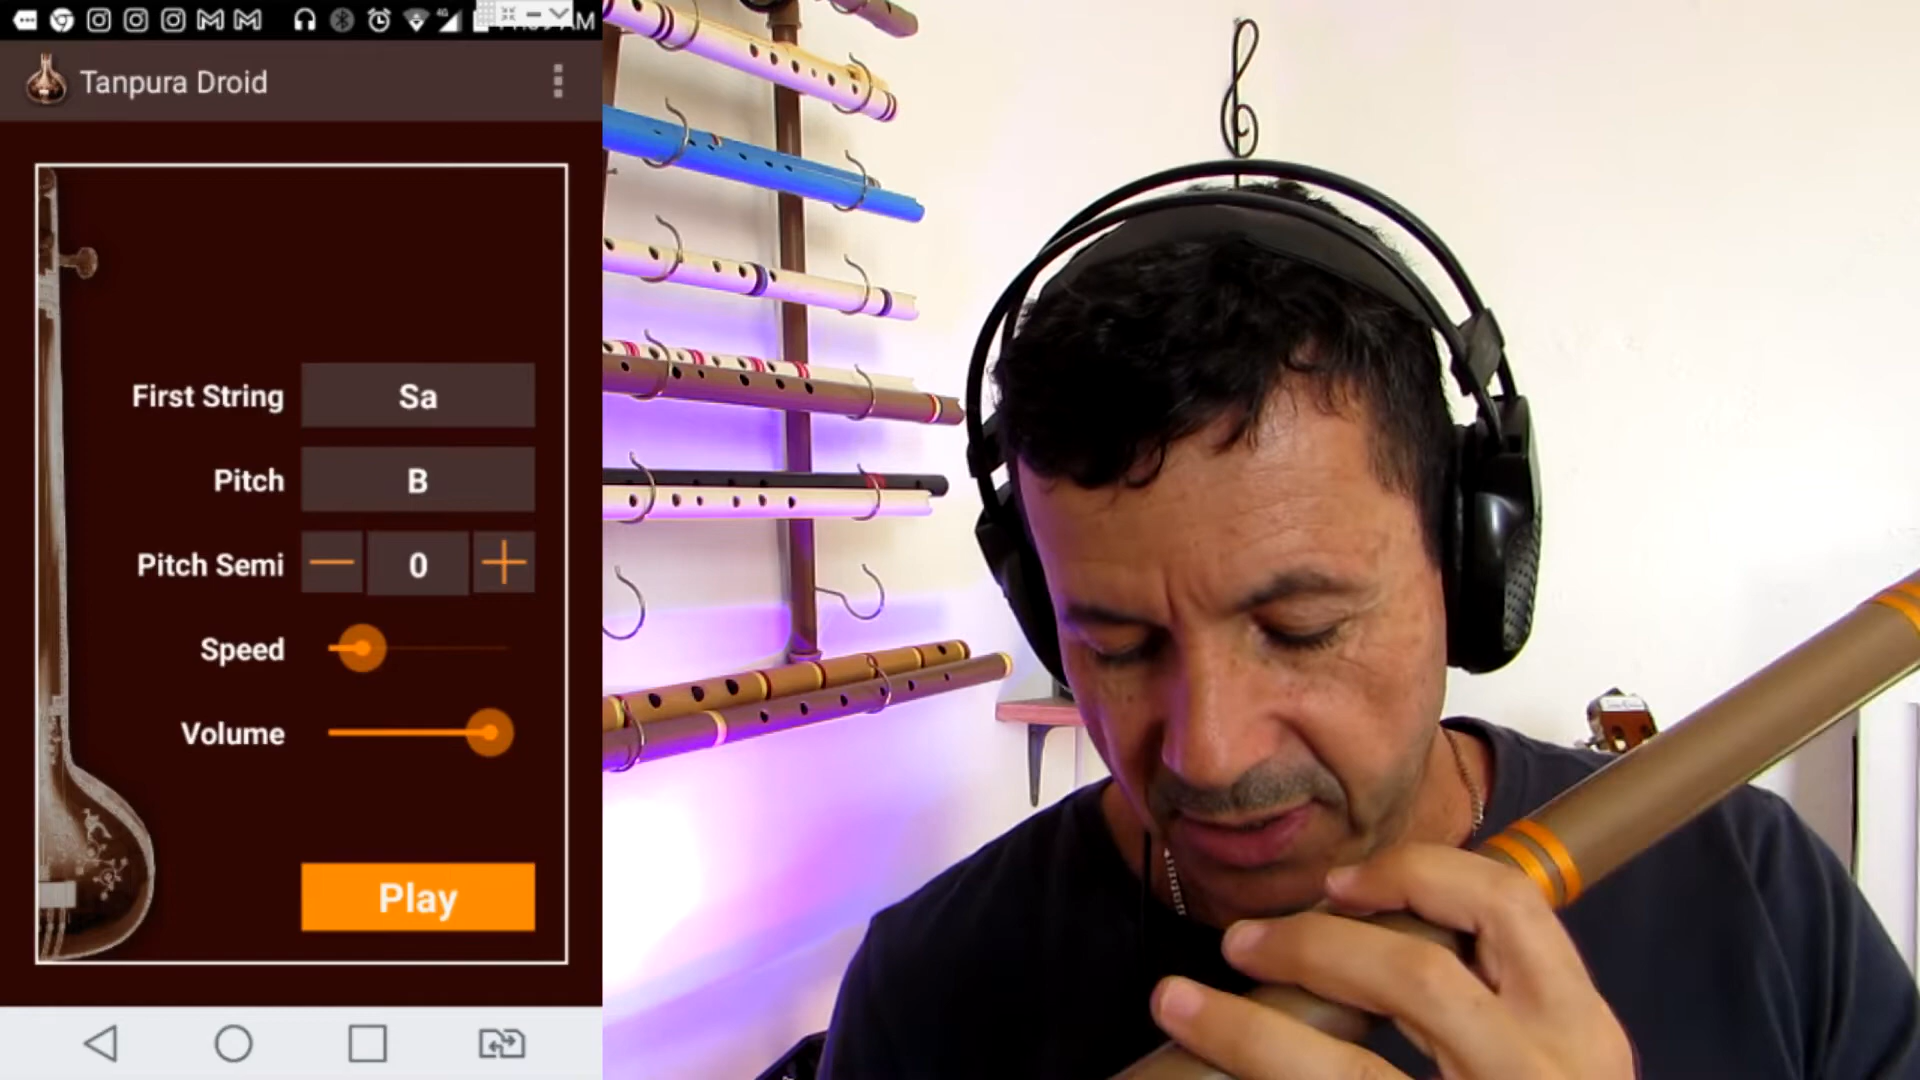 Tanpura Droid
First String Sa
Pitch B
Pitch Semi 0
Speed
Volume
Play